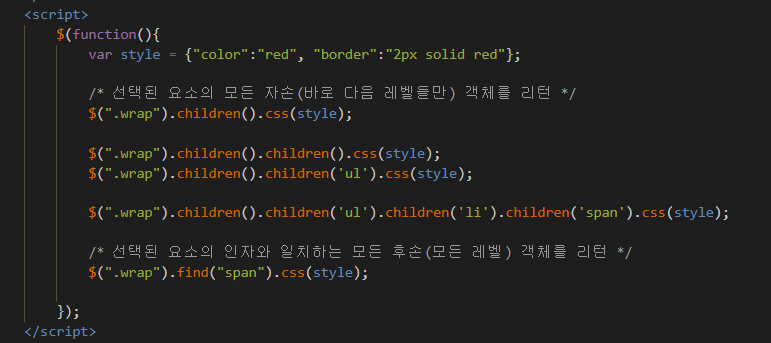 <script>
$(function(){
var style = {"color":"red", "border":"2px solid red"};
/* 선택된 요소의 모든 자손(바로 다음 레벨들만) 객체를 리턴 */
$(".wrap").children().css(style);
$(".wrap").children().children().css(style);
$(".wrap").children().children('ul').css(style);
$(".wrap").children().children('ul').children('li').children('span').css(style);
/* 선택된 요소의 인자와 일치하는 모든 후손(모든 레벨) 객체를 리턴 */
$(".wrap").find("span").css(style);
});
</script>